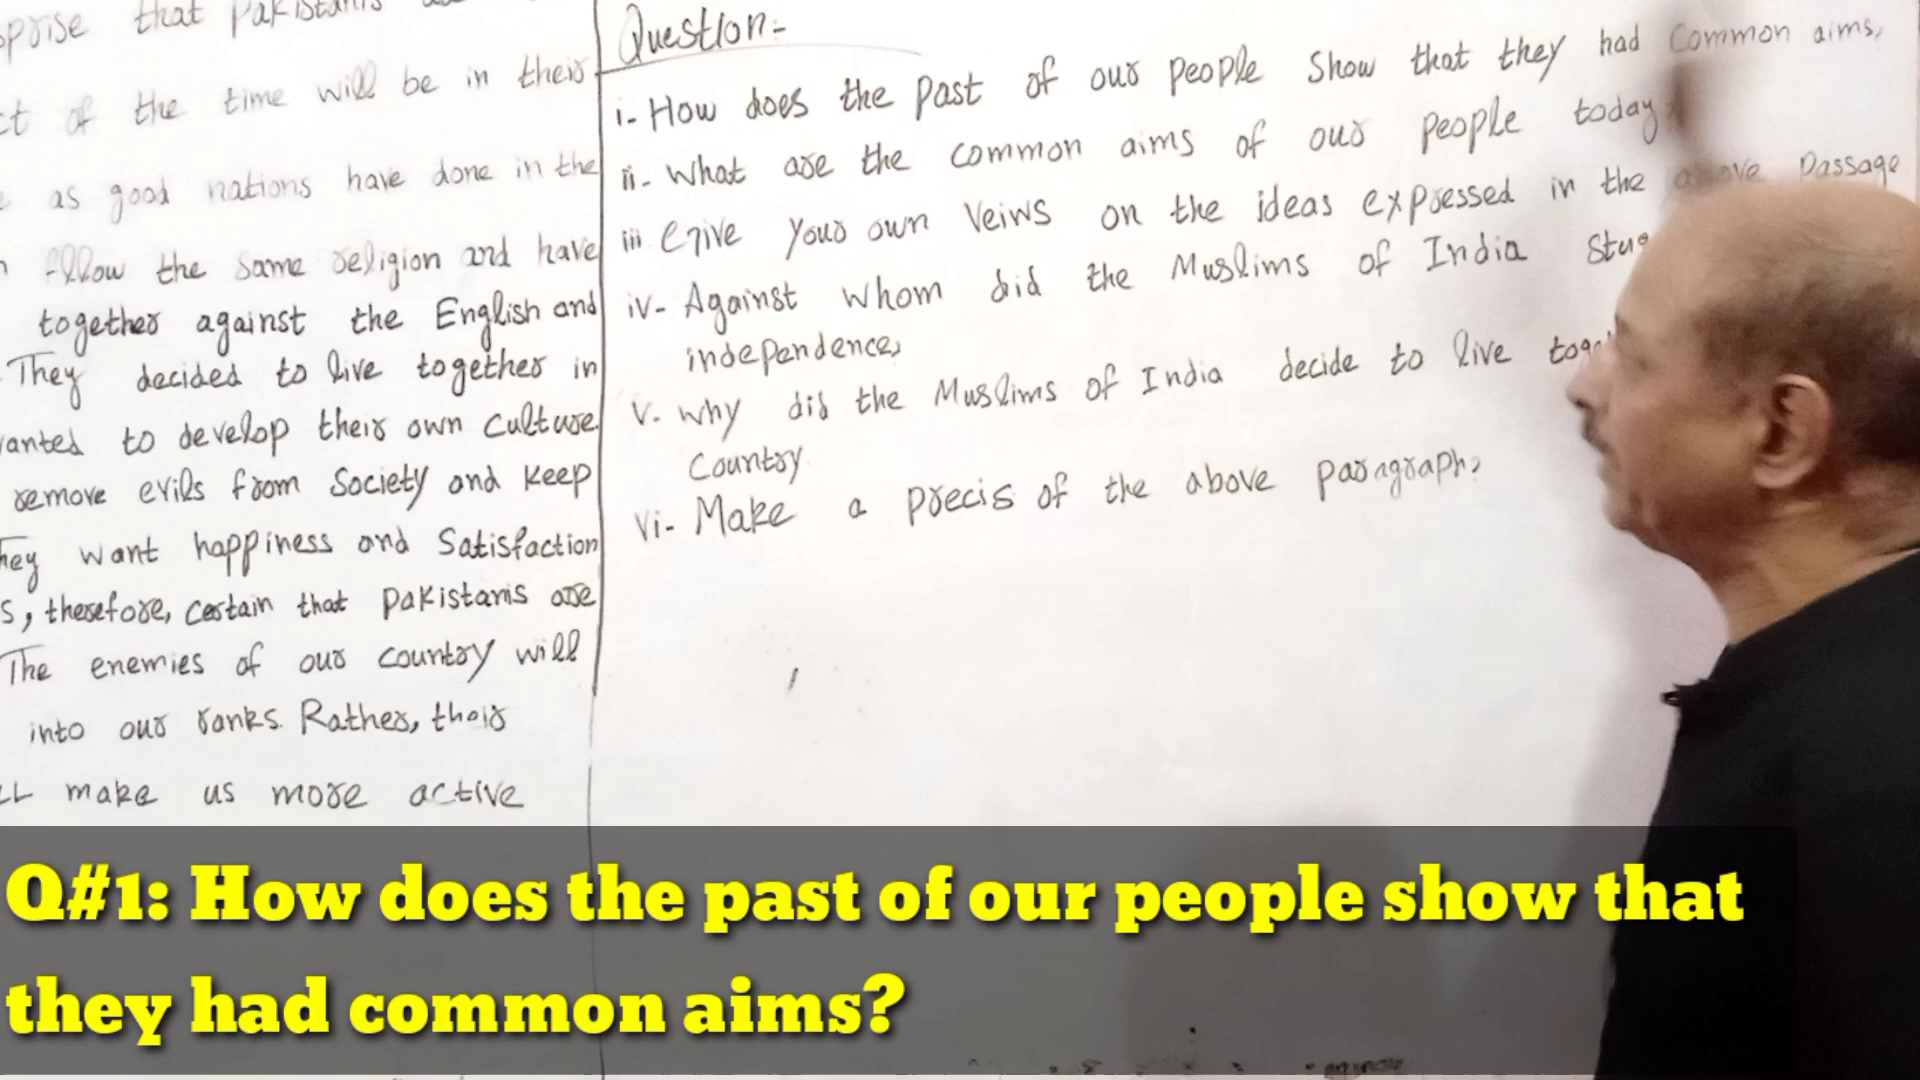 that Pakistanis
of the time will be in their
as good nations have done in the
follow the same religion and have
together against the English and
They decided to live together in
to develop their own culture.
remove evils from Society and Keep
want happiness and Satisfaction
, therefore, certain that Pakistanis are
The enemies of our country will
into our ranks. Rather, their
make us more active
Question:-
i- How does the Past of our People Show that they had Common aims,
ii- What are the Common aims of our People today
iii Give Your own Veiws on the ideas expressed in the above Passage
iv- Against Whom did the Muslims of India
independence,
V. Why did the Muslims of India decide to live
Country.
Vi- Make a Precis of the above Paragraph?
Q#1: How does the past of our people show that
they had common aims?